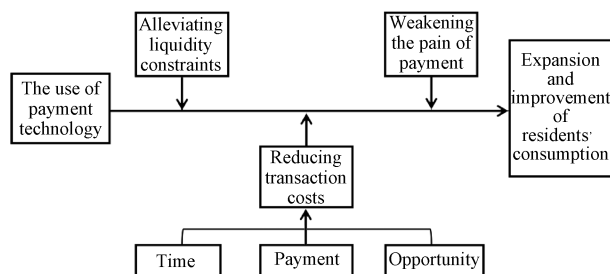 Alleviating
liquidity
constraints
Weakening
the pain of
payment
The use of
payment
technology
Expansion
and
improvement
of
residents'
consumption
Reducing
transaction
costs
Time
Payment
Opportunity